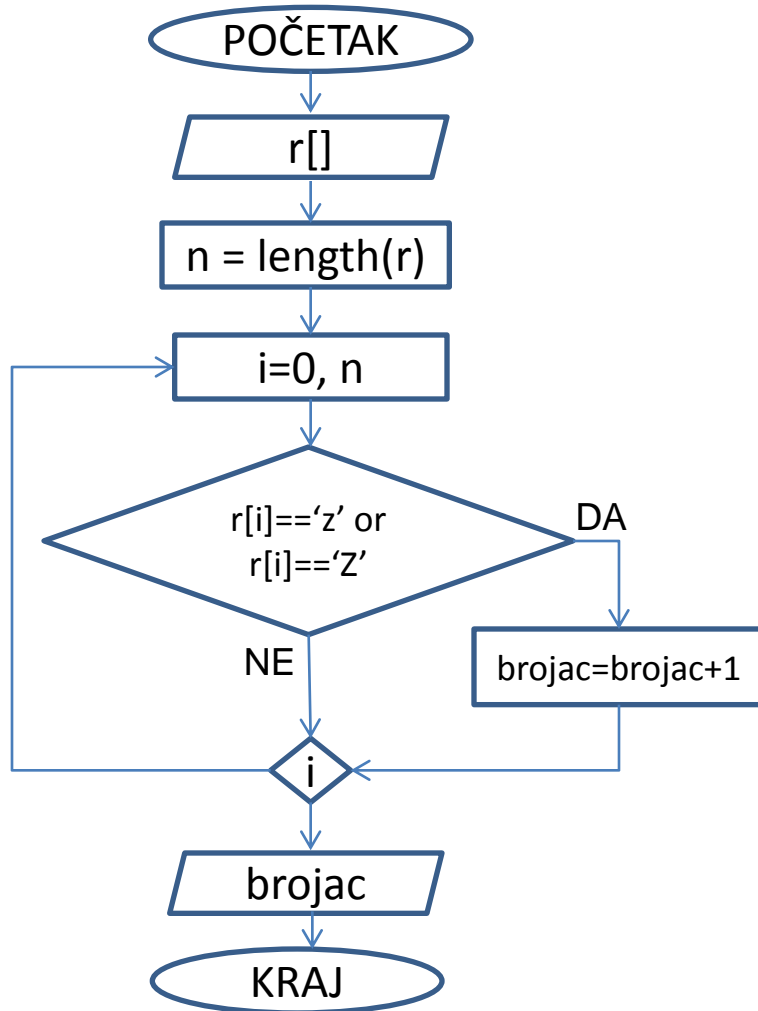 POČETAK
r[]
n = length(r)
i=0, n
r[i]==‘z’ or
r[i]==‘Z’
DA
NE
brojac=brojac+1
i
brojac
KRAJ